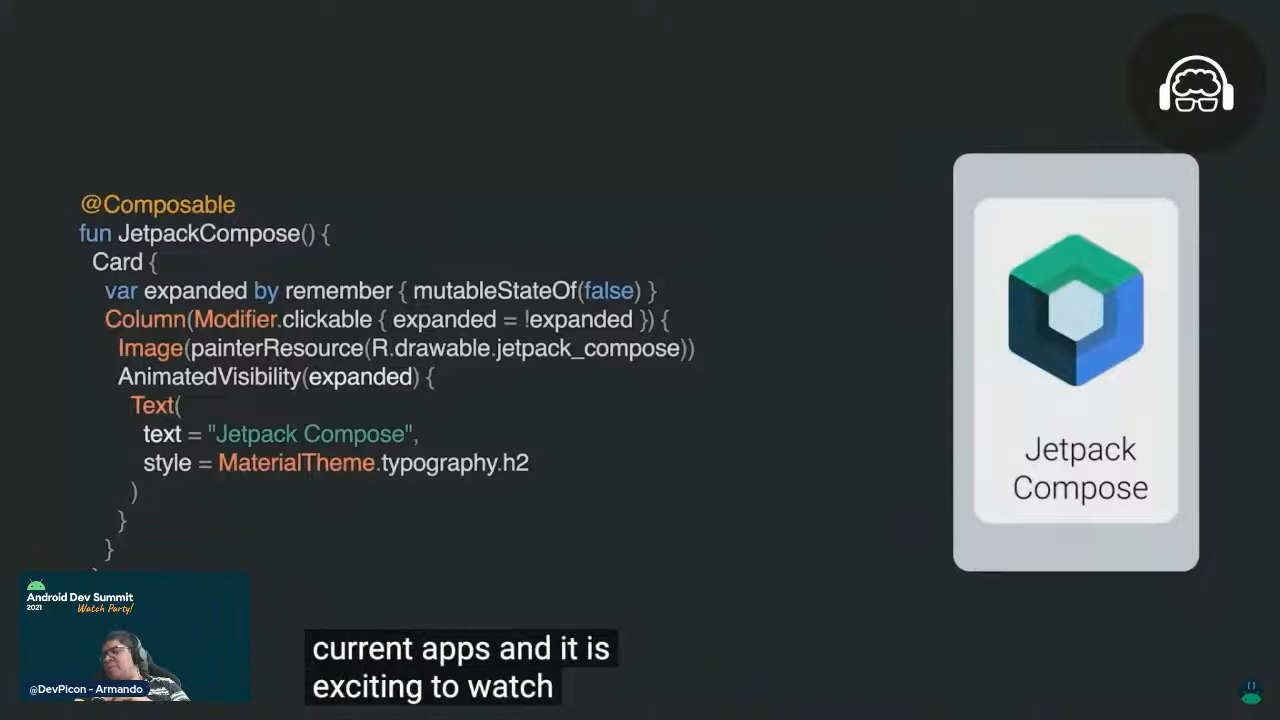 @Composable
fun JetpackCompose() {
Card {
var expanded by remember { mutableStateOf(false) }
Column(Modifier.clickable { expanded = !expanded }) {
Image(painterResource(R.drawable.jetpack_compose))
AnimatedVisibility(expanded) {
Text(
text = "Jetpack Compose",
style = MaterialTheme.typography.h2
)
}
}
Jetpack
Compose
Android Dev Summit
2021
Watch Party!
@DevPicon - Armando
current apps and it is
exciting to watch